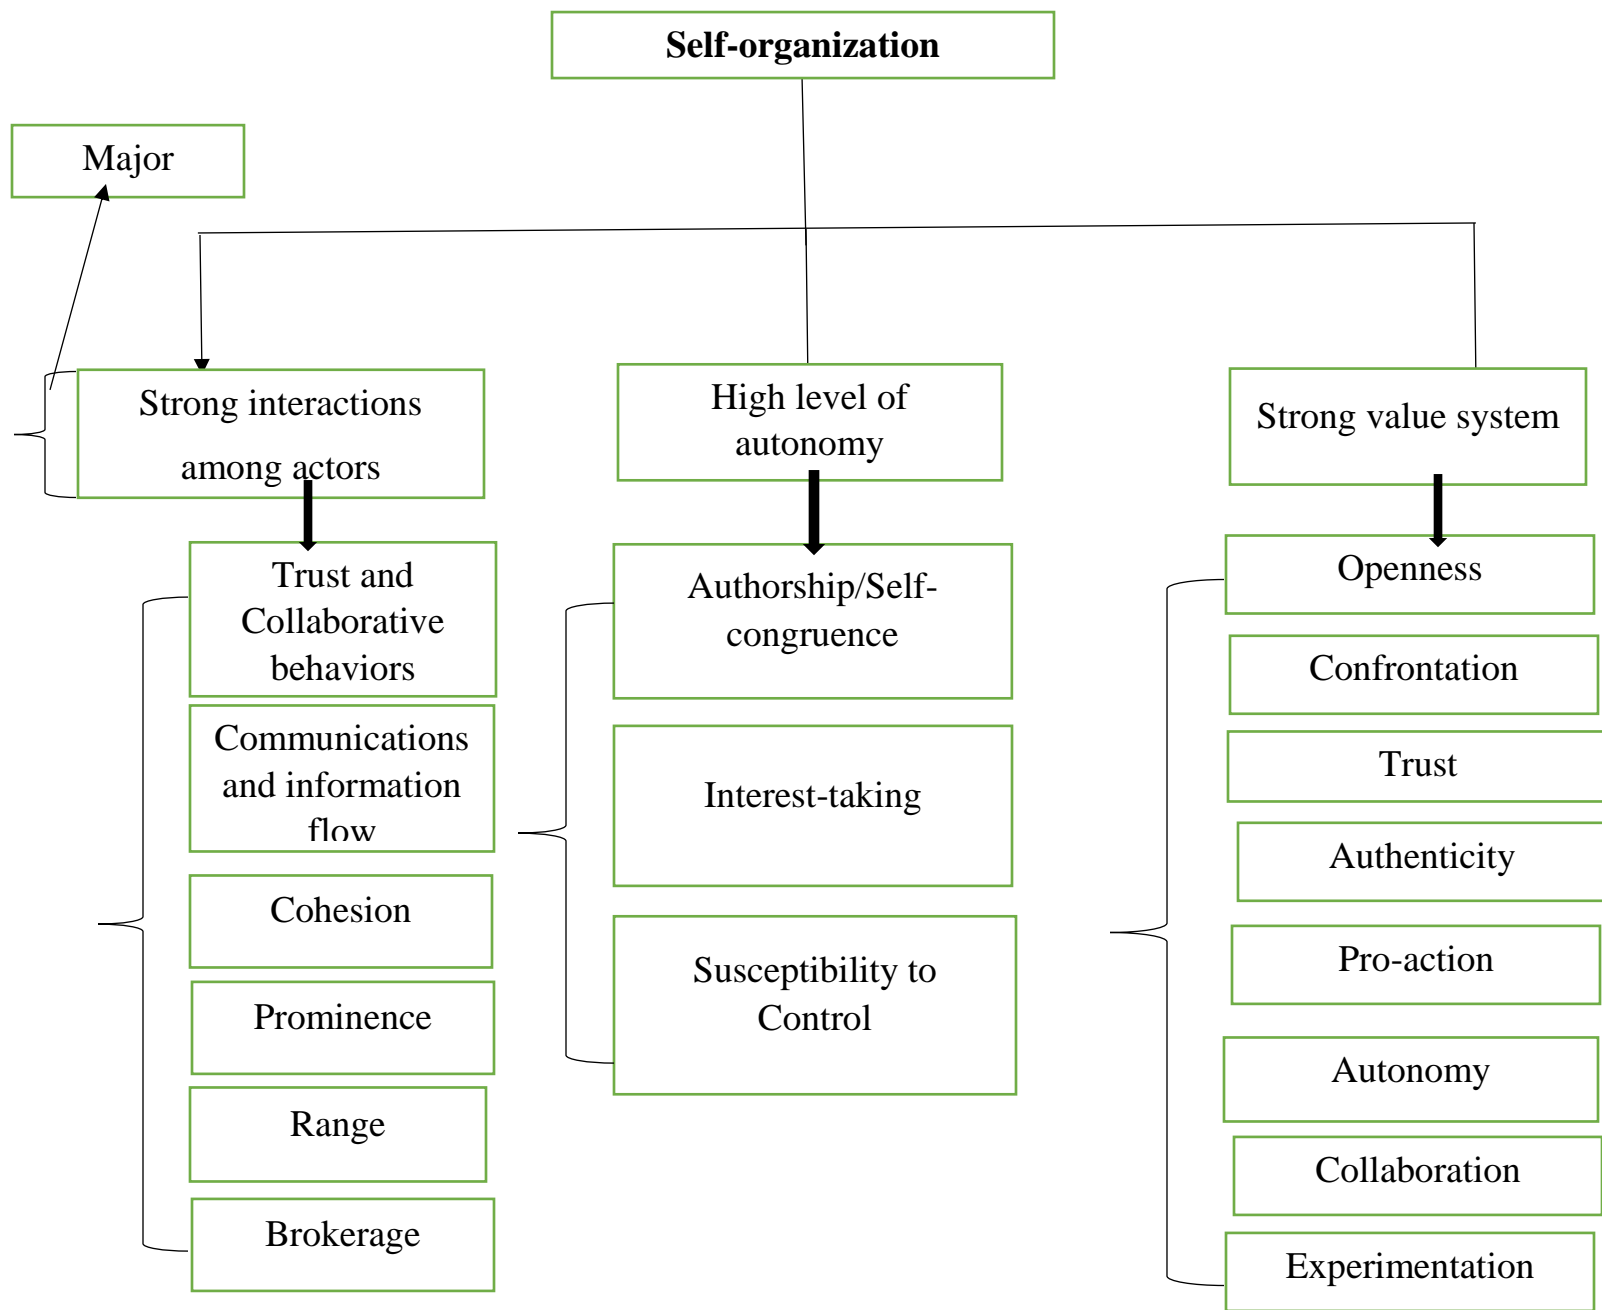 Self-organization
Major
Strong interactions
among actors
High level of
autonomy
Strong value system
Trust and
Collaborative
behaviors
Communications
and information
flow
Cohesion
Prominence
Range
Brokerage
Authorship/Self-
congruence
Interest-taking
Susceptibility to
Control
Openness
Confrontation
Trust
Authenticity
Pro-action
Autonomy
Collaboration
Experimentation